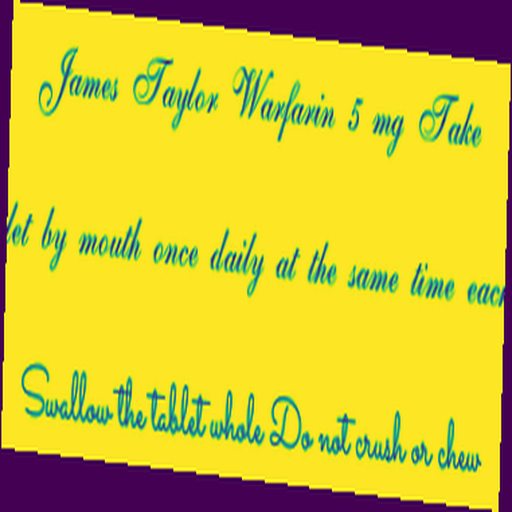 James Taylor Warfarin 5 mg Take
by mouth once daily at the same time
Swallow the tablet whole Do not crush or chew